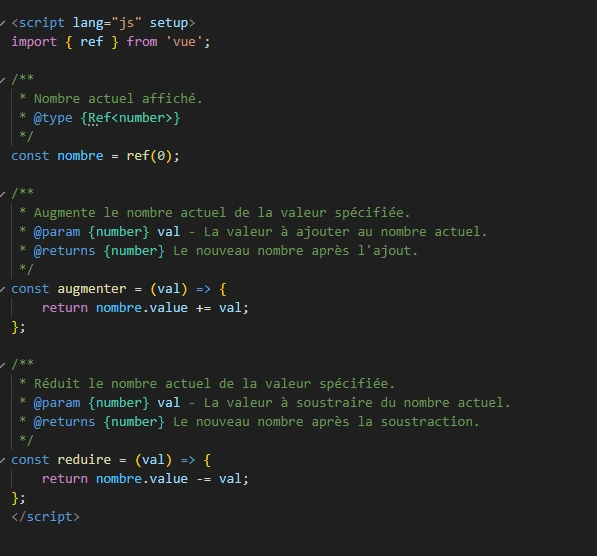 <script lang="js" setup>
import { ref } from 'vue';
/**
 * Nombre actuel affiché.
 * @type {Ref<number>}
 */
const nombre = ref(0);
/**
 * Augmente le nombre actuel de la valeur spécifiée.
 * @param {number} val - La valeur à ajouter au nombre actuel.
 * @returns {number} Le nouveau nombre après l'ajout.
 */
const augmenter = (val) => {
    return nombre.value += val;
};
/**
 * Réduit le nombre actuel de la valeur spécifiée.
 * @param {number} val - La valeur à soustraire du nombre actuel.
 * @returns {number} Le nouveau nombre après la soustraction.
 */
const reduire = (val) => {
    return nombre.value -= val;
};
</script>